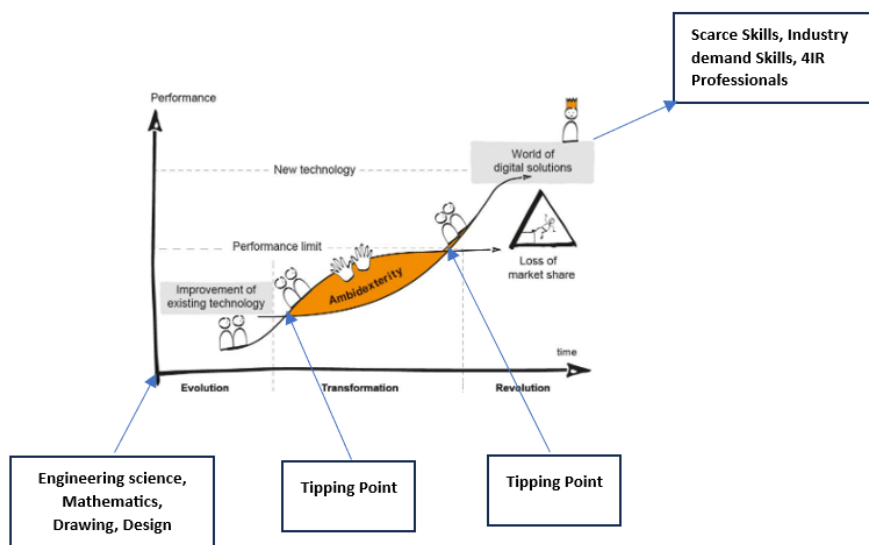 Scarce Skills, Industry
demand Skills, 4IR
Professionals
Performance
World of
digital solutions
New technology
Performance limit
Loss of
market share
Improvement of
existing technology
Ambidexterity
time
Evolution
Transformation
Revolution
Engineering science,
Mathematics,
Drawing, Design
Tipping Point
Tipping Point